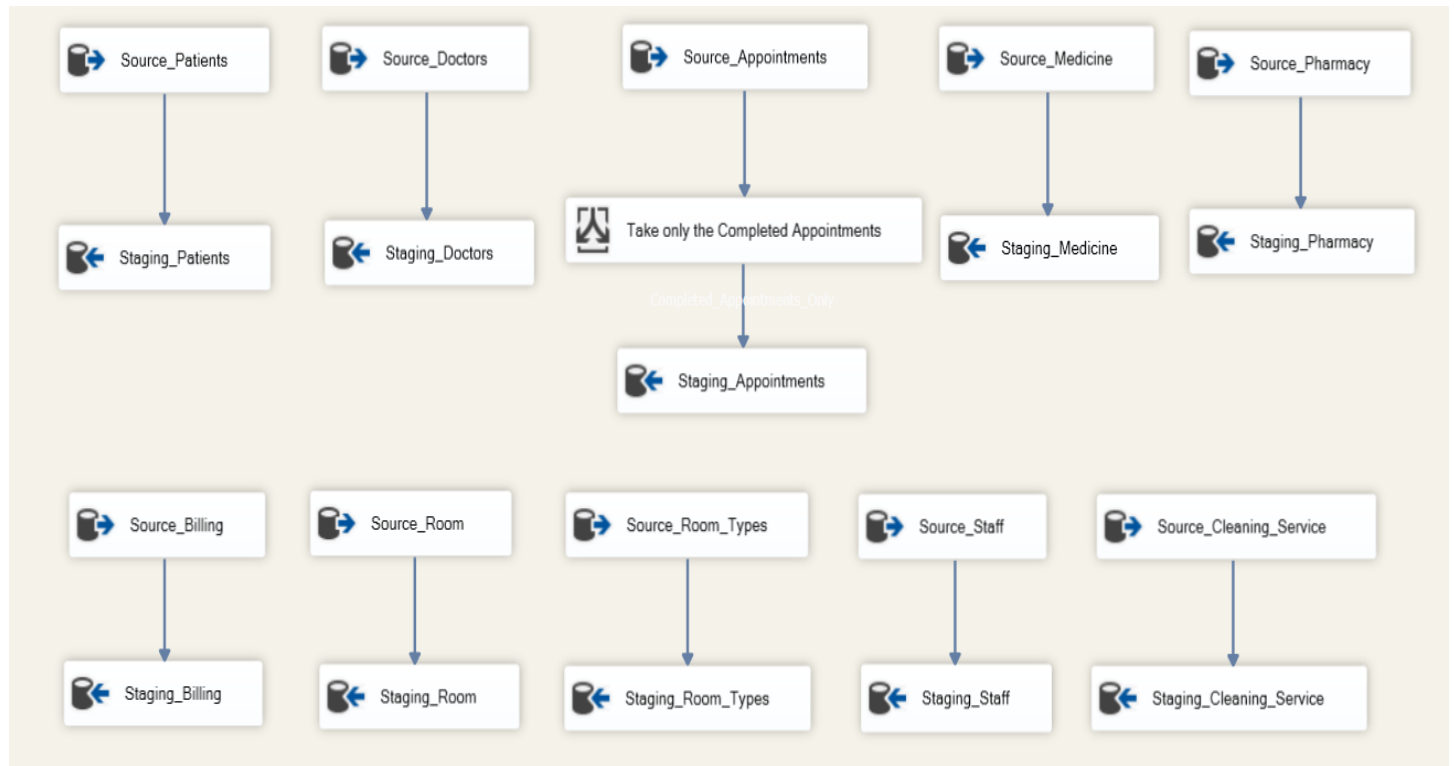 Source_Patients
Source_Doctors
Source_Appointments
Source_Medicine
Source_Pharmacy
Take only the Completed Appointments
Staging_Patients
Staging_Doctors
Staging_Medicine
Staging_Pharmacy
Completed_Appointments_Only
Staging_Appointments
Source_Billing
Source_Room
Source_Room_Types
Source_Staff
Source_Cleaning_Service
Staging_Billing
Staging_Room
Staging_Room_Types
Staging_Staff
Staging_Cleaning_Service